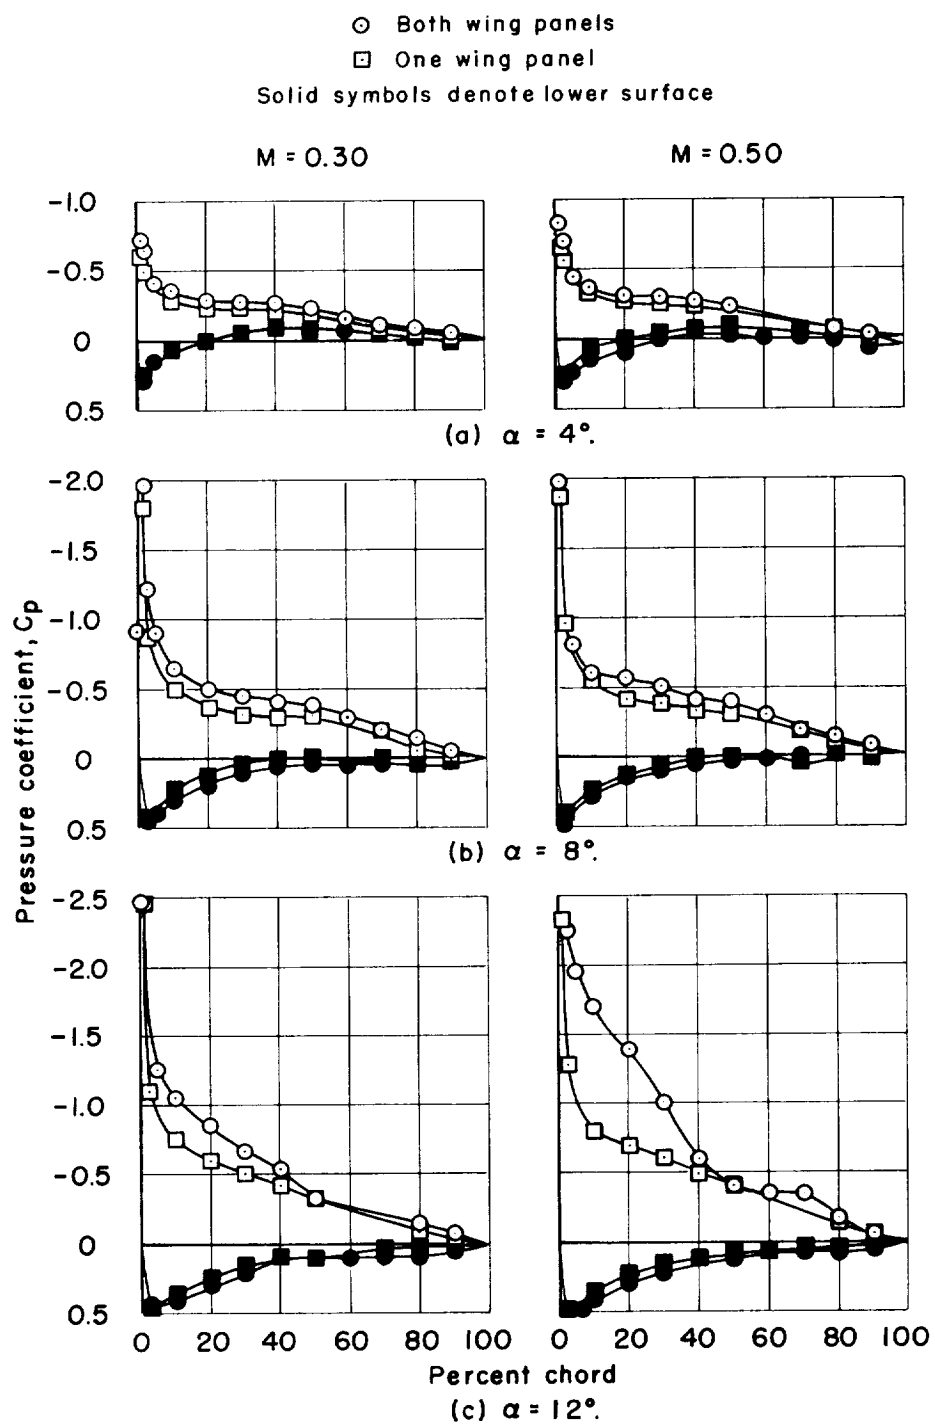 Both wing panels
One wing panel
Solid symbols denote lower surface
M = 0.30
M = 0.50
-1.0
-0.5
0
0.5
(a) α = 4°.
-2.0
-1.5
-1.0
-0.5
0
0.5
(b) α = 8°.
Pressure coefficient, Cp
-2.5
-2.0
-1.5
-1.0
-0.5
0
0.5
0 20 40 60 80 100
0 20 40 60 80 100
Percent chord
(c) α = 12°.